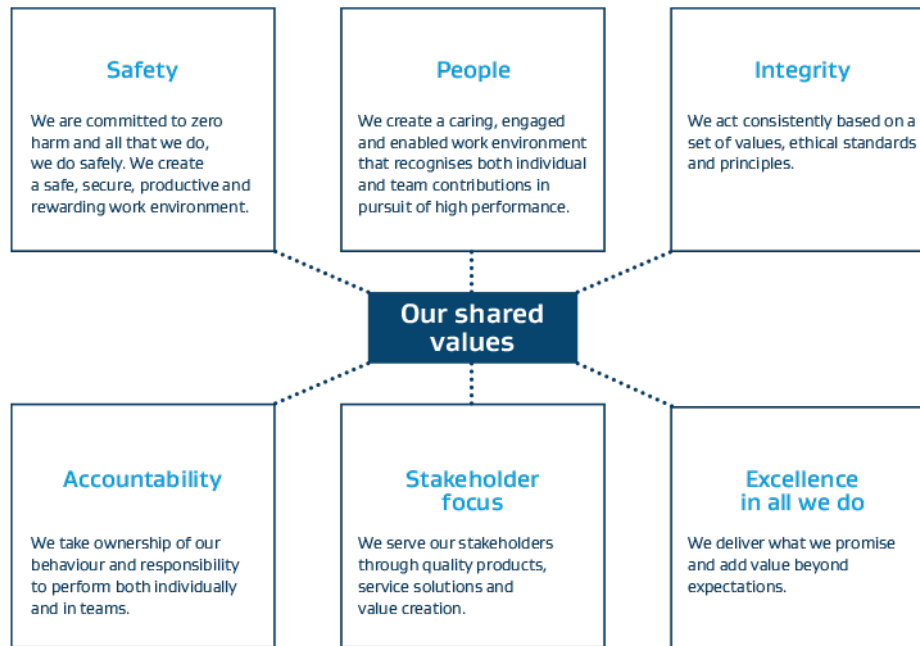 Safety
We are committed to zero
harm and all that we do,
we do safely. We create
a safe, secure, productive and
rewarding work environment.
People
We create a caring, engaged
and enabled work environment
that recognises both individual
and team contributions in
pursuit of high performance.
Integrity
We act consistently based on a
set of values, ethical standards
and principles.
Our shared
values
Accountability
We take ownership of our
behaviour and responsibility
to perform both individually
and in teams.
Stakeholder
focus
We serve our stakeholders
through quality products,
service solutions and
value creation.
Excellence
in all we do
We deliver what we promise
and add value beyond
expectations.